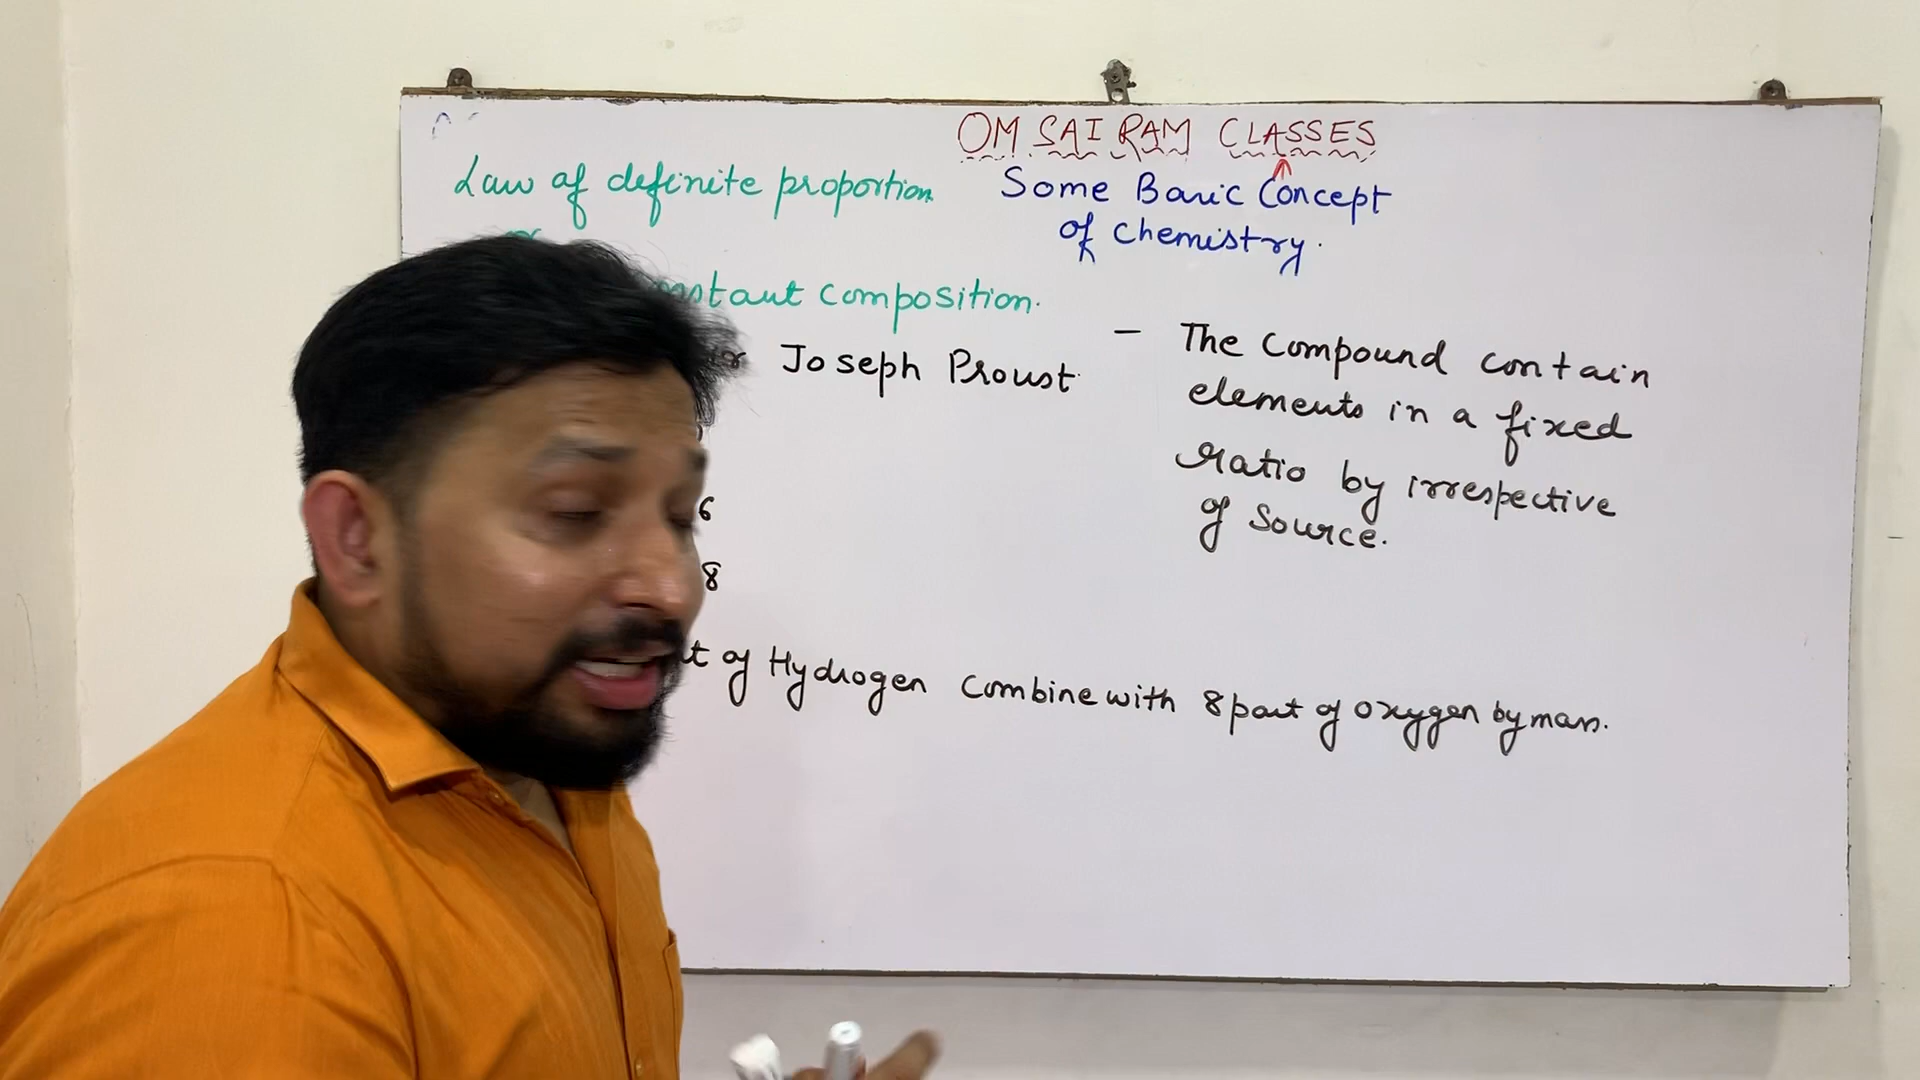 OM SAI RAM CLASSES
Law of definite proportion
Some Basic Concept
of Chemistry.
or
composition.
Joseph Proust
6
8
of Hydrogen Combine with 8 part of oxygen by mass.
- The Compound contain
elements in a fixed
ratio by irrespective
of Source.